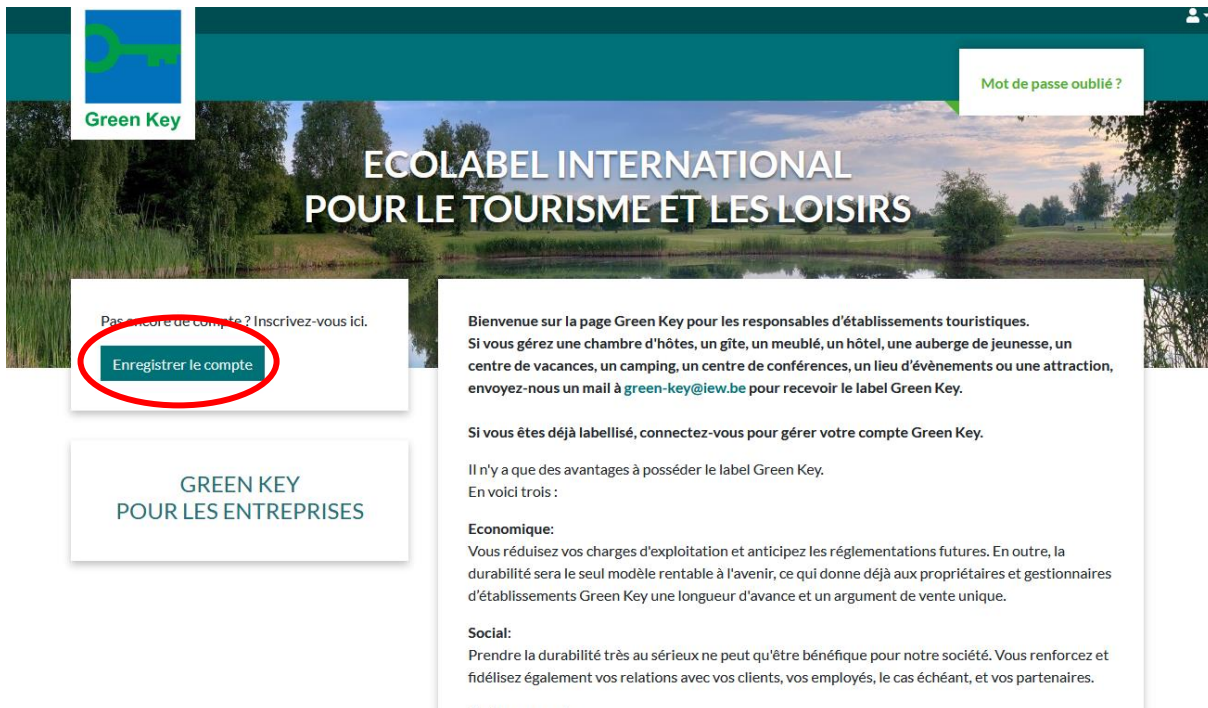 Green Key
Mot de passe oublié ?
ECOLABEL INTERNATIONAL
POUR LE TOURISME ET LES LOISIRS
Pas encore de compte ? Inscrivez-vous ici.
Enregistrer le compte
GREEN KEY
POUR LES ENTREPRISES
Bienvenue sur la page Green Key pour les responsables d'établissements touristiques.
Si vous gérez une chambre d'hôtes, un gîte, un meublé, un hôtel, une auberge de jeunesse, un
centre de vacances, un camping, un centre de conférences, un lieu d'évènements ou une attraction,
envoyez-nous un mail à green-key@iew.be pour recevoir le label Green Key.
Si vous êtes déjà labellisé, connectez-vous pour gérer votre compte Green Key.
Il n'y a que des avantages à posséder le label Green Key.
En voici trois :
Economique:
Vous réduisez vos charges d'exploitation et anticipez les réglementations futures. En outre, la
durabilité sera le seul modèle rentable à l'avenir, ce qui donne déjà aux propriétaires et gestionnaires
d'établissements Green Key une longueur d'avance et un argument de vente unique.
Social:
Prendre la durabilité très au sérieux ne peut qu'être bénéfique pour notre société. Vous renforcez et
fidélisez également vos relations avec vos clients, vos employés, le cas échéant, et vos partenaires.